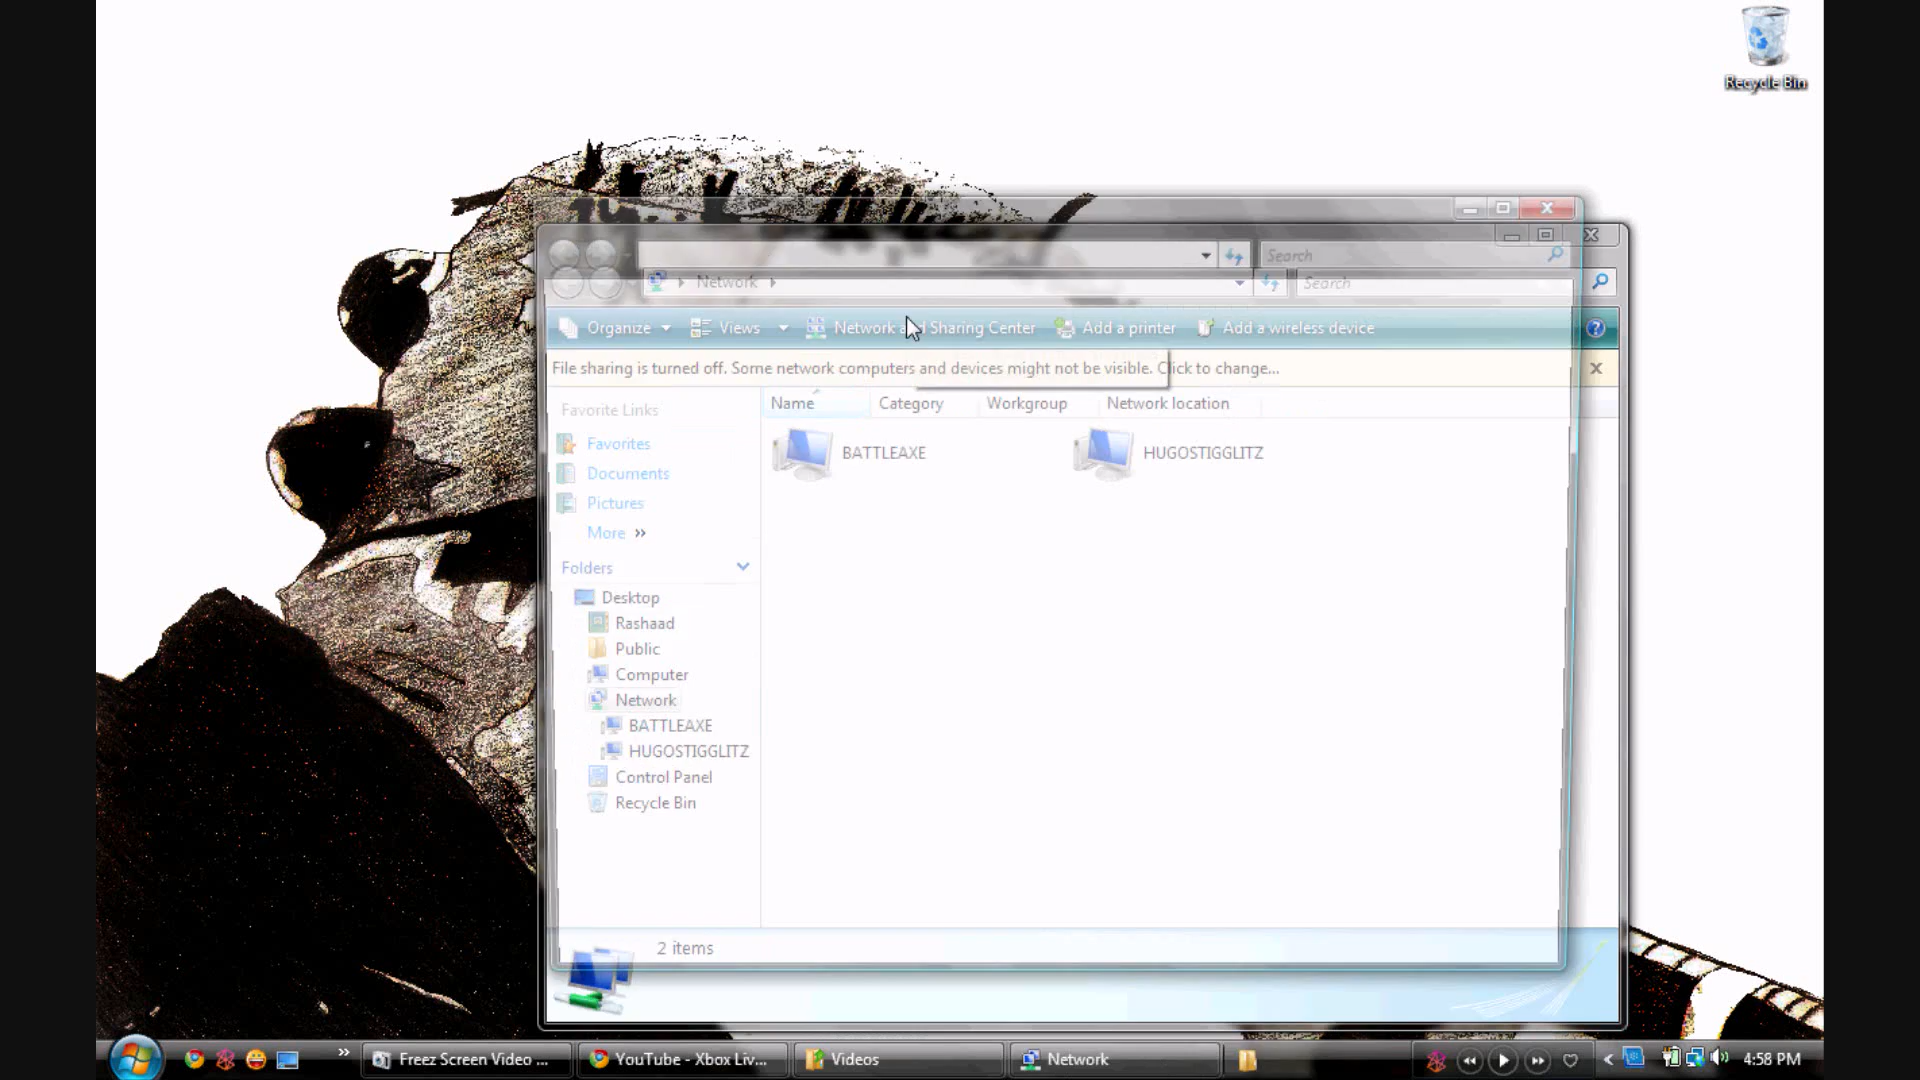 Recycle Bin
Search
Network
Search
Organize
Views
Network and Sharing Center
Add a printer
Add a wireless device
File sharing is turned off. Some network computers and devices might not be visible. Click to change...
Favorite Links
Name
Category
Workgroup
Network location
Favorites
BATTLEAXE
HUGOSTIGGLITZ
Documents
Pictures
More »
Folders
Desktop
Rashaad
Public
Computer
Network
BATTLEAXE
HUGOSTIGGLITZ
Control Panel
Recycle Bin
2 items
Freez Screen Video ...
YouTube - Xbox Liv...
Videos
Network
4:58 PM